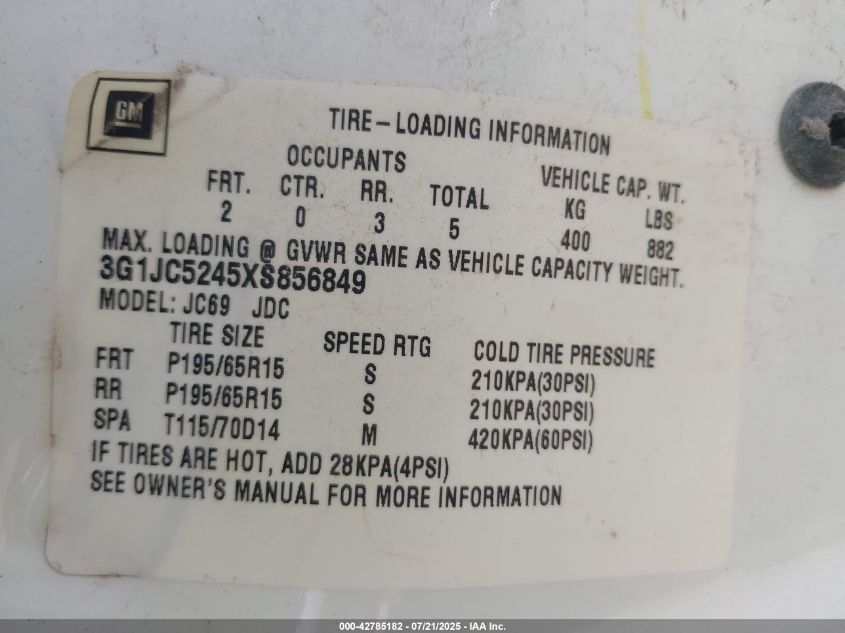 GM
TIRE-LOADING INFORMATION
OCCUPANTS VEHICLE CAP. WT.
FRT. CTR. RR. TOTAL KG LBS
2 0 3 5 400 882
MAX. LOADING @ GVWR SAME AS VEHICLE CAPACITY WEIGHT.
3G1JC5245XS856849
MODEL: JC69 JDC
TIRE SIZE SPEED RTG COLD TIRE PRESSURE
FRT P195/65R15 S 210KPA(30PSI)
RR P195/65R15 S 210KPA(30PSI)
SPA T115/70D14 M 420KPA(60PSI)
IF TIRES ARE HOT, ADD 28KPA(4PSI)
SEE OWNER'S MANUAL FOR MORE INFORMATION
000-42785182 - 07/21/2025 - IAA Inc.